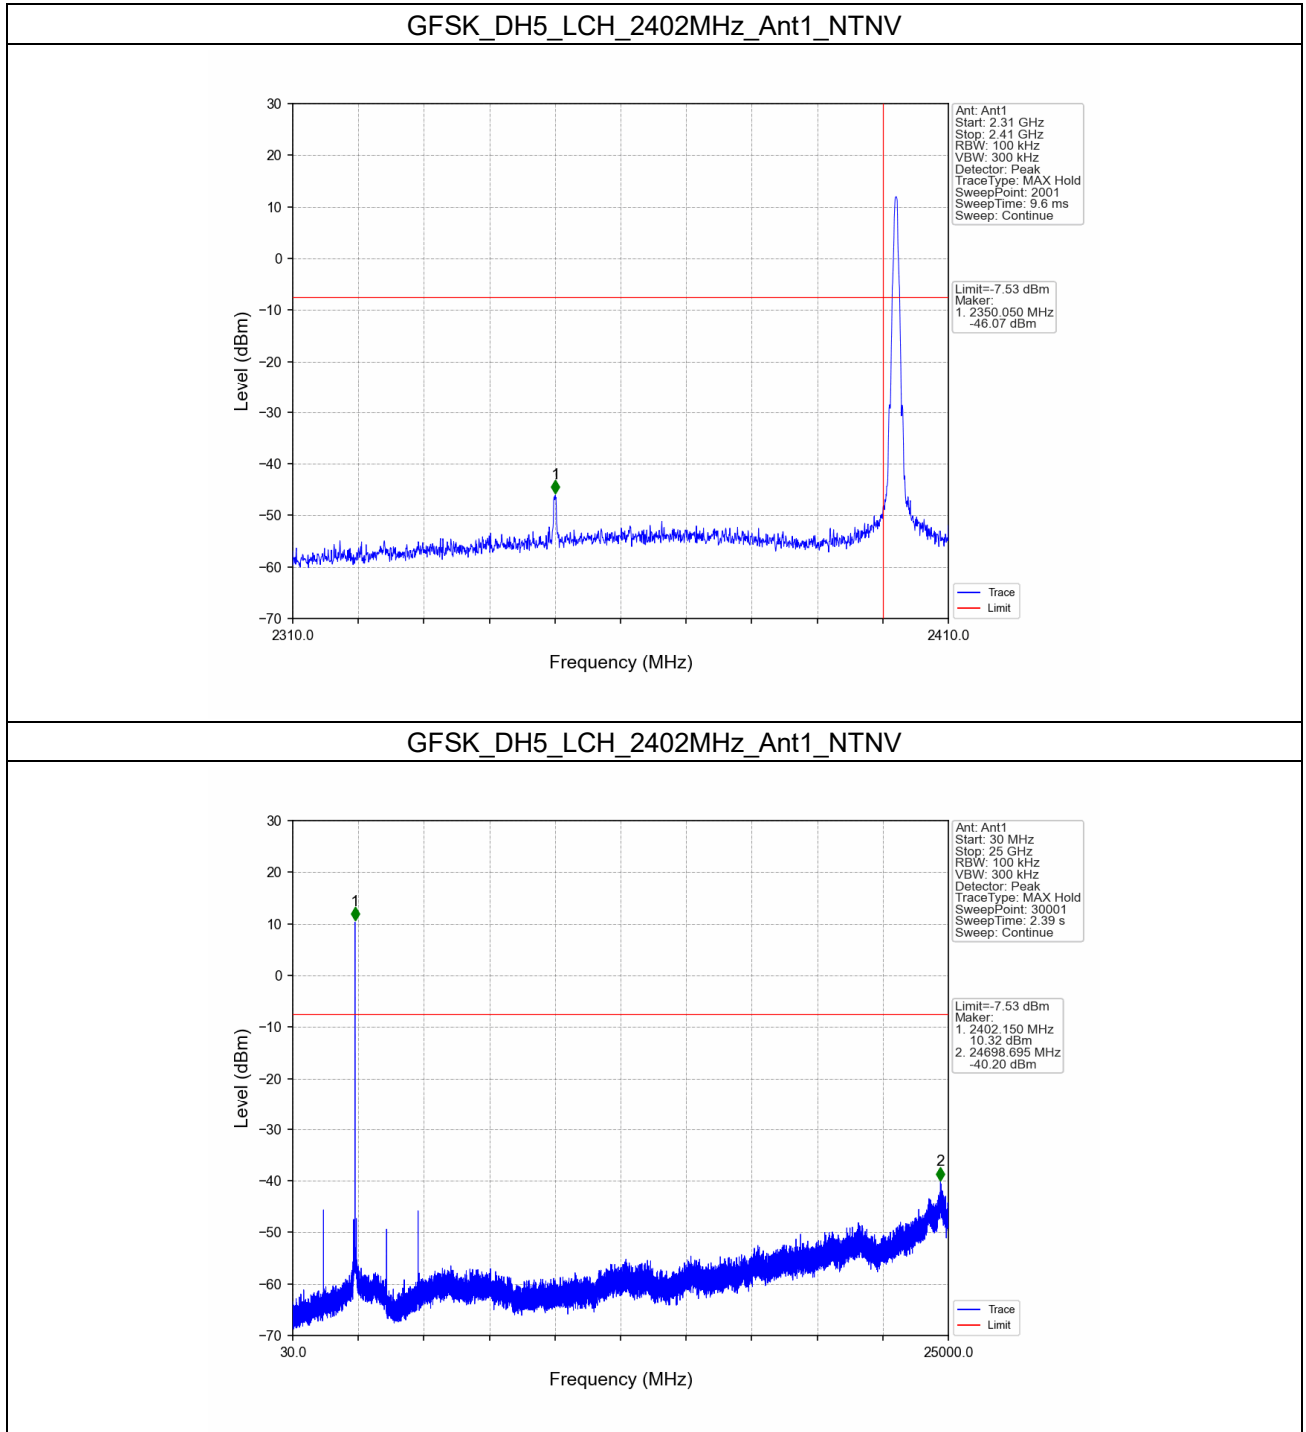 GFSK_DH5_LCH_2402MHz_Ant1_NTNV
30
20
10
0
−10
−20
−30
−40
−50
−60
−70
Level (dBm)
1
2310.0
2410.0
Frequency (MHz)
Ant: Ant1
Start: 2.31 GHz
Stop: 2.41 GHz
RBW: 100 kHz
VBW: 300 kHz
Detector: Peak
TraceType: MAX Hold
SweepPoint: 2001
SweepTime: 9.6 ms
Sweep: Continue
Limit=-7.53 dBm
Maker:
1. 2350.050 MHz
-46.07 dBm
Trace
Limit
GFSK_DH5_LCH_2402MHz_Ant1_NTNV
30
20
10
0
−10
−20
−30
−40
−50
−60
−70
Level (dBm)
1
2
30.0
25000.0
Frequency (MHz)
Ant: Ant1
Start: 30 MHz
Stop: 25 GHz
RBW: 100 kHz
VBW: 300 kHz
Detector: Peak
TraceType: MAX Hold
SweepPoint: 30001
SweepTime: 2.39 s
Sweep: Continue
Limit=-7.53 dBm
Maker:
1. 2402.150 MHz
10.32 dBm
2. 24698.695 MHz
-40.20 dBm
Trace
Limit